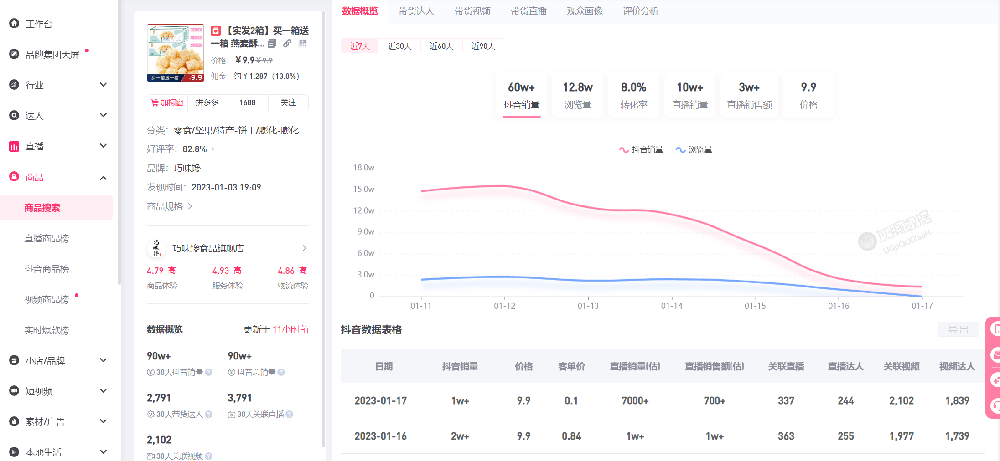 工作台
品牌集团大屏
行业
达人
直播
商品
商品搜索
直播商品榜
抖音商品榜
视频商品榜
实时爆款榜
小店/品牌
短视频
素材/广告
本地生活
买一箱送一箱 9.9
【实发2箱】买一箱送
一箱 燕麦酥...
价格： ¥9.9 ¥9.9
佣金： 约¥1.287（13.0%）
加橱窗 拼多多 1688 关注
分类： 零食/坚果/特产-饼干/膨化-膨化...
好评率： 82.8%
品牌： 巧味馋
发现时间： 2023-01-03 19:09
商品规格
巧味馋
巧味馋食品旗舰店
4.79 高 4.93 高 4.86 高
商品体验 服务体验 物流体验
数据概览 更新于 11小时前
90w+ 90w+
30天抖音销量 抖音总销量
2,791 3,791
30天带货达人 30天关联直播
2,102
30天关联视频
数据概览 带货达人 带货视频 带货直播 观众画像 评价分析
近7天 近30天 近60天 近90天
60w+ 12.8w 8.0% 10w+ 3w+ 9.9
抖音销量 浏览量 转化率 直播销量 直播销售额 价格
抖音销量 浏览量
18.0w
15.0w
12.0w
9.0w
6.0w
3.0w
0
01-11 01-12 01-13 01-14 01-15 01-16 01-17
灰豚数据
UGpQcXZaaH
抖音数据表格 导出
日期 抖音销量 价格 客单价 直播销量(估) 直播销售额(估) 关联直播 直播达人 关联视频 视频达人
2023-01-17 1w+ 9.9 0.1 7000+ 700+ 337 244 2,102 1,839
2023-01-16 2w+ 9.9 0.84 1w+ 1w+ 363 255 1,977 1,739